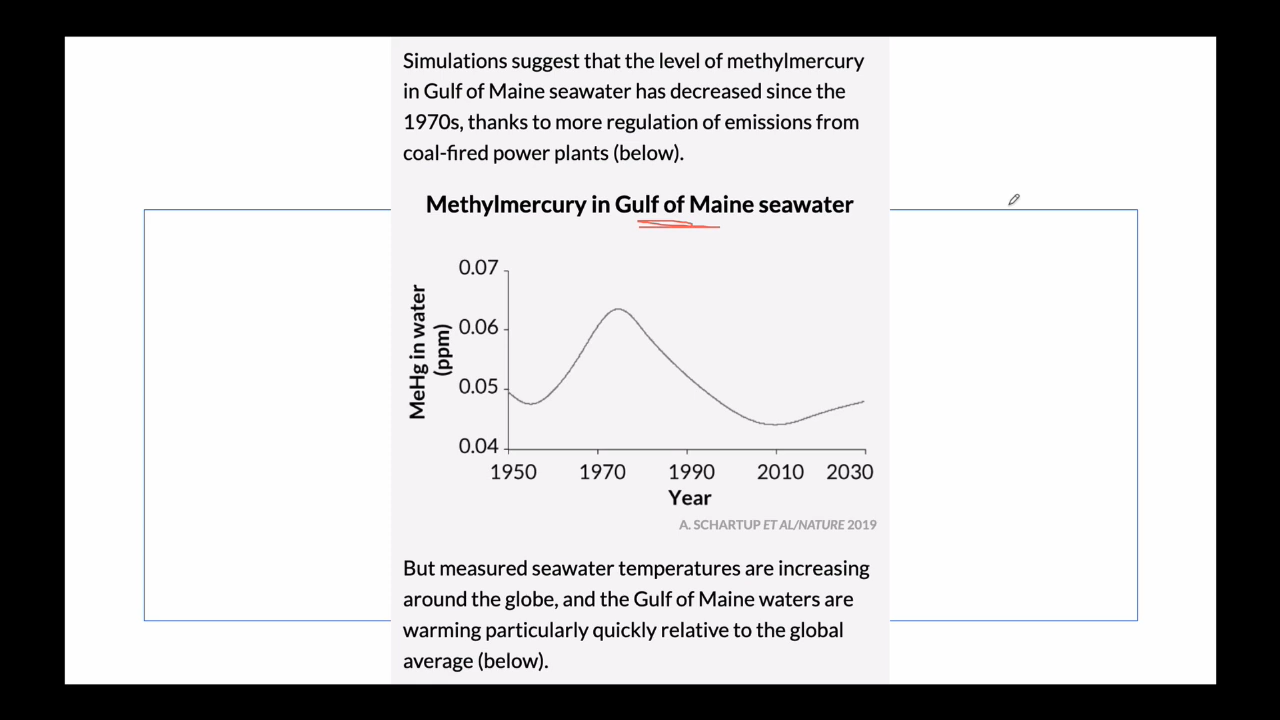 Simulations suggest that the level of methylmercury
in Gulf of Maine seawater has decreased since the
1970s, thanks to more regulation of emissions from
coal-fired power plants (below).
Methylmercury in Gulf of Maine seawater
0.07
0.06
0.05
0.04
MeHg in water
(ppm)
1950 1970 1990 2010 2030
Year
A. SCHARTUP ET AL/NATURE 2019
But measured seawater temperatures are increasing
around the globe, and the Gulf of Maine waters are
warming particularly quickly relative to the global
average (below).